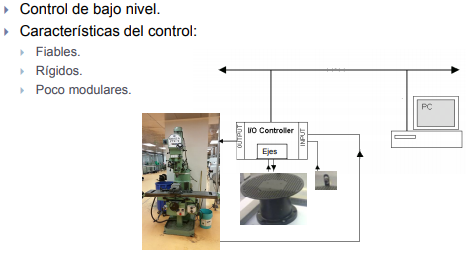 Control de bajo nivel.
Características del control:
Fiables.
Rígidos.
Poco modulares.
PC
OUTPUT
I/O Controller
INPUT
Ejes